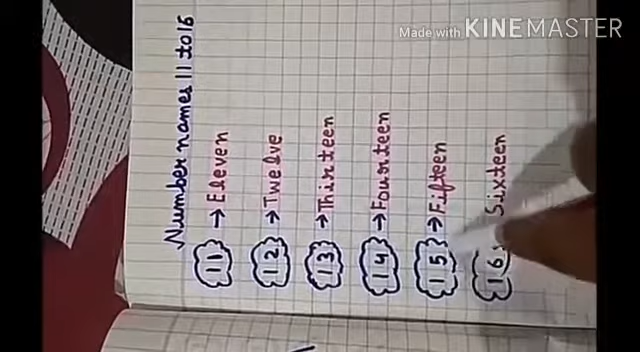 Made with KINEMASTER
Number names 11 to 16
11 → Eleven
12 → Twelve
13 → Thirteen
14 → Fourteen
15 → Fifteen
16 Sixteen